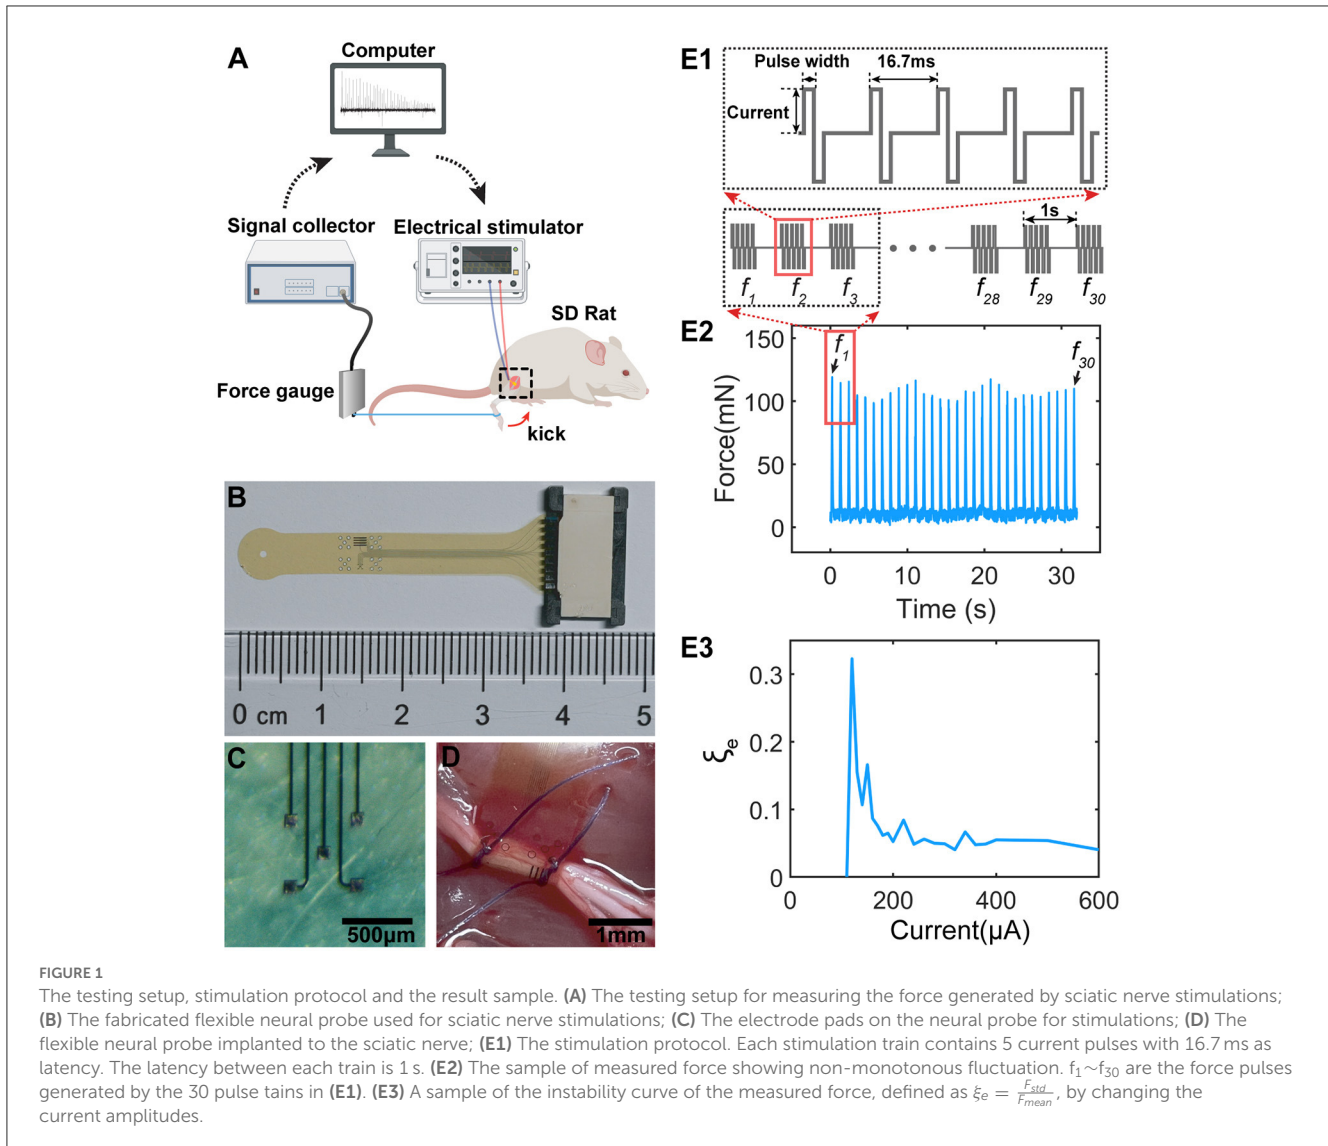 A
Computer
Signal collector
Electrical stimulator
SD Rat
Force gauge
kick
B
0 cm 1 2 3 4 5
C
500μm
D
1mm
E1
Pulse width
16.7ms
Current
1s
f1 f2 f3 f28 f29 f30
E2
150
100
50
0
Force(mN)
f1
f30
0 10 20 30
Time (s)
E3
0.3
0.2
0.1
0
ξe
0 200 400 600
Current(μA)
FIGURE 1
The testing setup, stimulation protocol and the result sample. (A) The testing setup for measuring the force generated by sciatic nerve stimulations;
(B) The fabricated flexible neural probe used for sciatic nerve stimulations; (C) The electrode pads on the neural probe for stimulations; (D) The
flexible neural probe implanted to the sciatic nerve; (E1) The stimulation protocol. Each stimulation train contains 5 current pulses with 16.7 ms as
latency. The latency between each train is 1 s. (E2) The sample of measured force showing non-monotonous fluctuation. f1~f30 are the force pulses
generated by the 30 pulse tains in (E1). (E3) A sample of the instability curve of the measured force, defined as ξe = Fstd/Fmean, by changing the
current amplitudes.